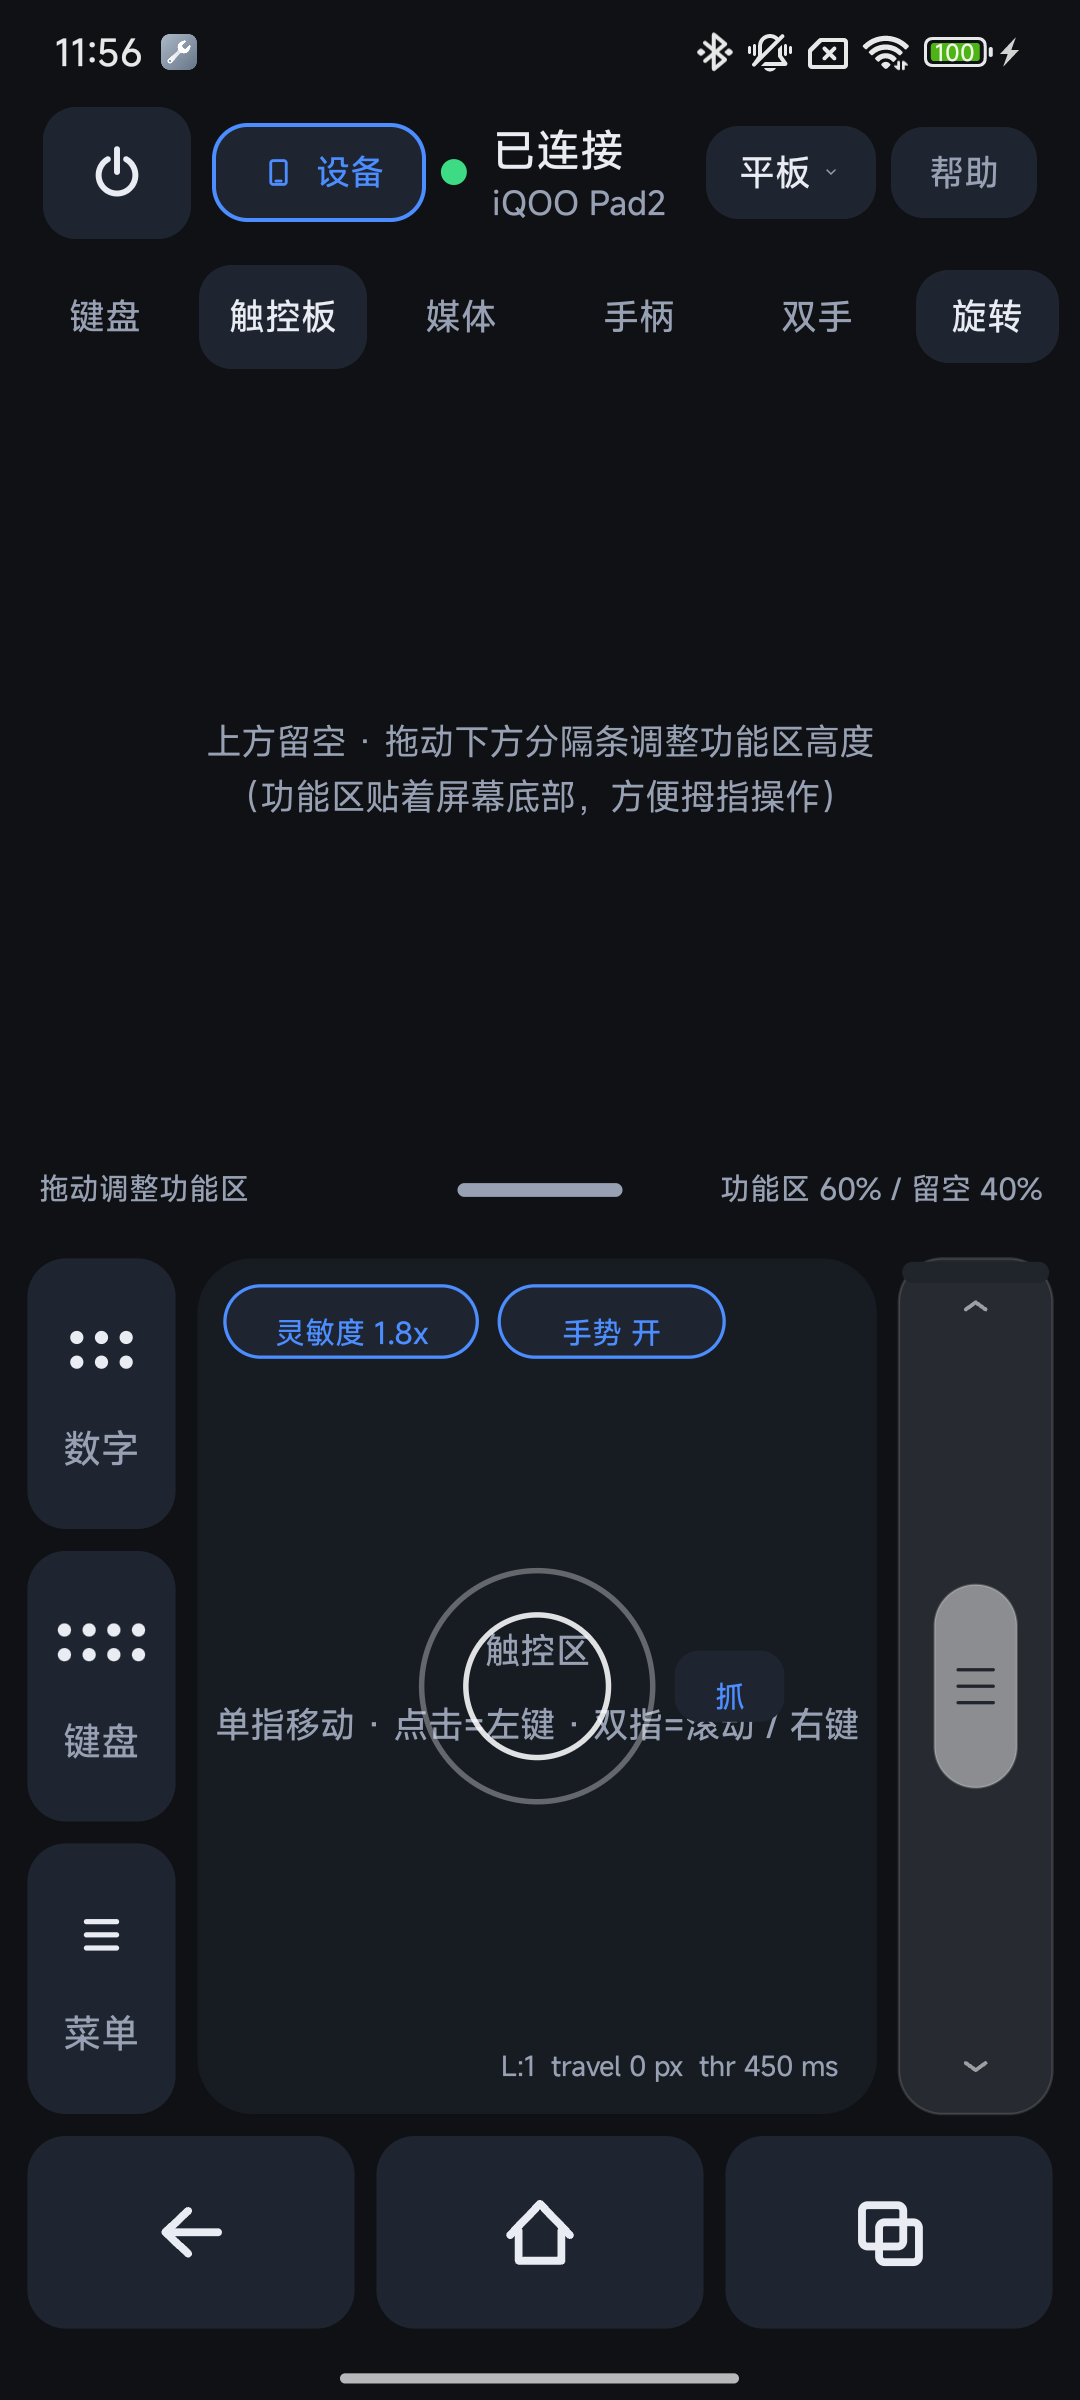 11:56
100
设备
已连接
iQOO Pad2
平板
帮助
键盘
触控板
媒体
手柄
双手
旋转
上方留空 · 拖动下方分隔条调整功能区高度
（功能区贴着屏幕底部，方便拇指操作）
拖动调整功能区
功能区 60% / 留空 40%
数字
灵敏度 1.8x
手势 开
键盘
触控区
抓
单指移动 · 点击=左键 · 双指=滚动 / 右键
菜单
L:1 travel 0 px thr 450 ms